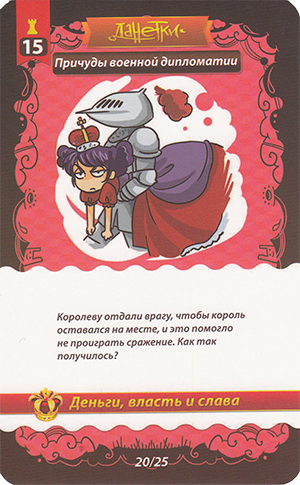 15
Данетки
Причуды военной дипломатии
Королеву отдали врагу, чтобы король
оставался на месте, и это помогло
не проиграть сражение. Как так
получилось?
Деньги, власть и слава
20/25